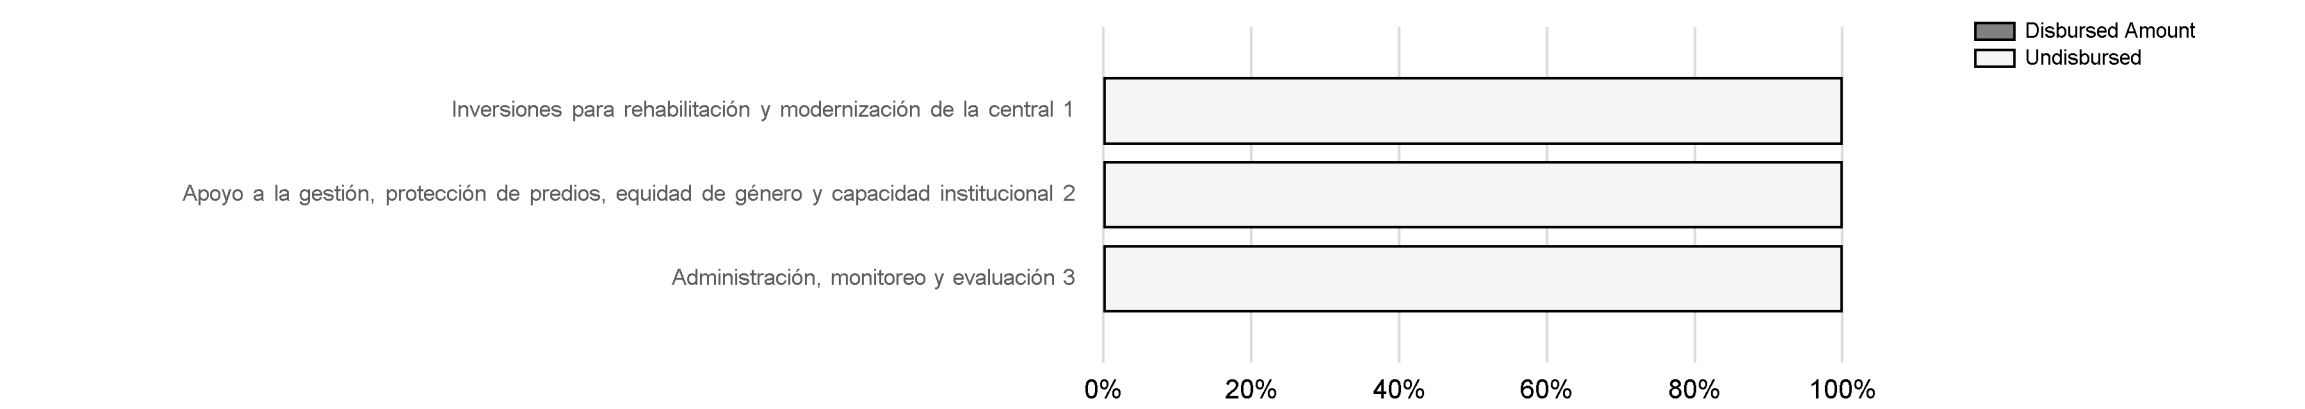 Disbursed Amount
Undisbursed
Inversiones para rehabilitación y modernización de la central 1
Apoyo a la gestión, protección de predios, equidad de género y capacidad institucional 2
Administración, monitoreo y evaluación 3
0% 20% 40% 60% 80% 100%